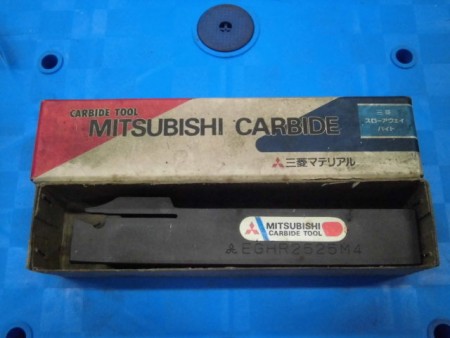 CARBIDE TOOL
MITSUBISHI CARBIDE
三菱
スローアウェイ
バイト
三菱マテリアル
MITSUBISHI
CARBIDE TOOL
EGHR2525M4